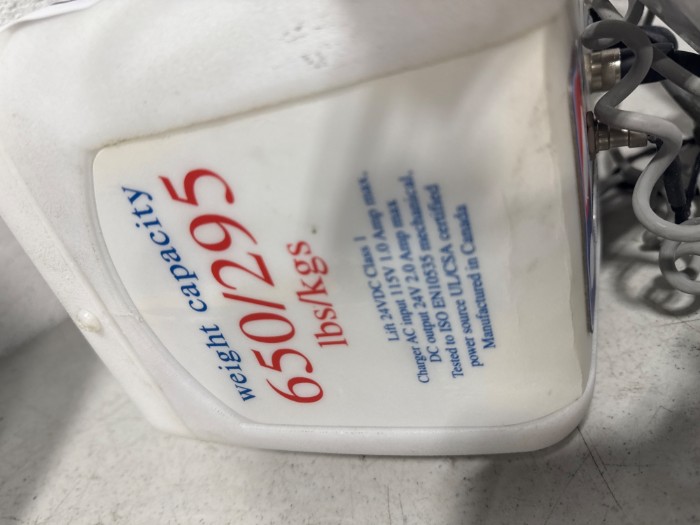 weight capacity
650/295
lbs/kgs
Lift 24VDC Class 1
Charger AC input 115V 1.0 Amp max.
DC output 24V 2.0 Amp max
Tested to ISO EN10535 mechanical,
power source UL/CSA certified
Manufactured in Canada